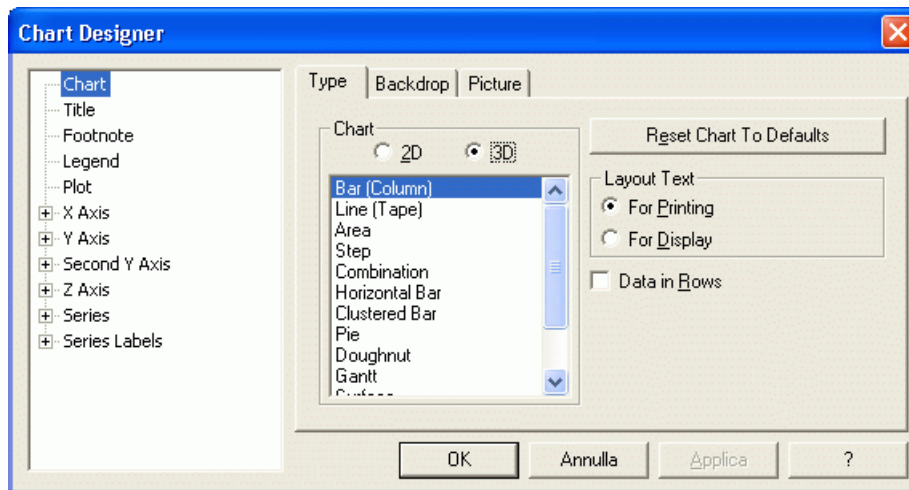 Chart Designer
Chart
Title
Footnote
Legend
Plot
X Axis
Y Axis
Second Y Axis
Z Axis
Series
Series Labels
Type
Backdrop
Picture
Chart
2D
3D
Bar (Column)
Line (Tape)
Area
Step
Combination
Horizontal Bar
Clustered Bar
Pie
Doughnut
Gantt
Reset Chart To Defaults
Layout Text
For Printing
For Display
Data in Rows
OK
Annulla
Applica
?